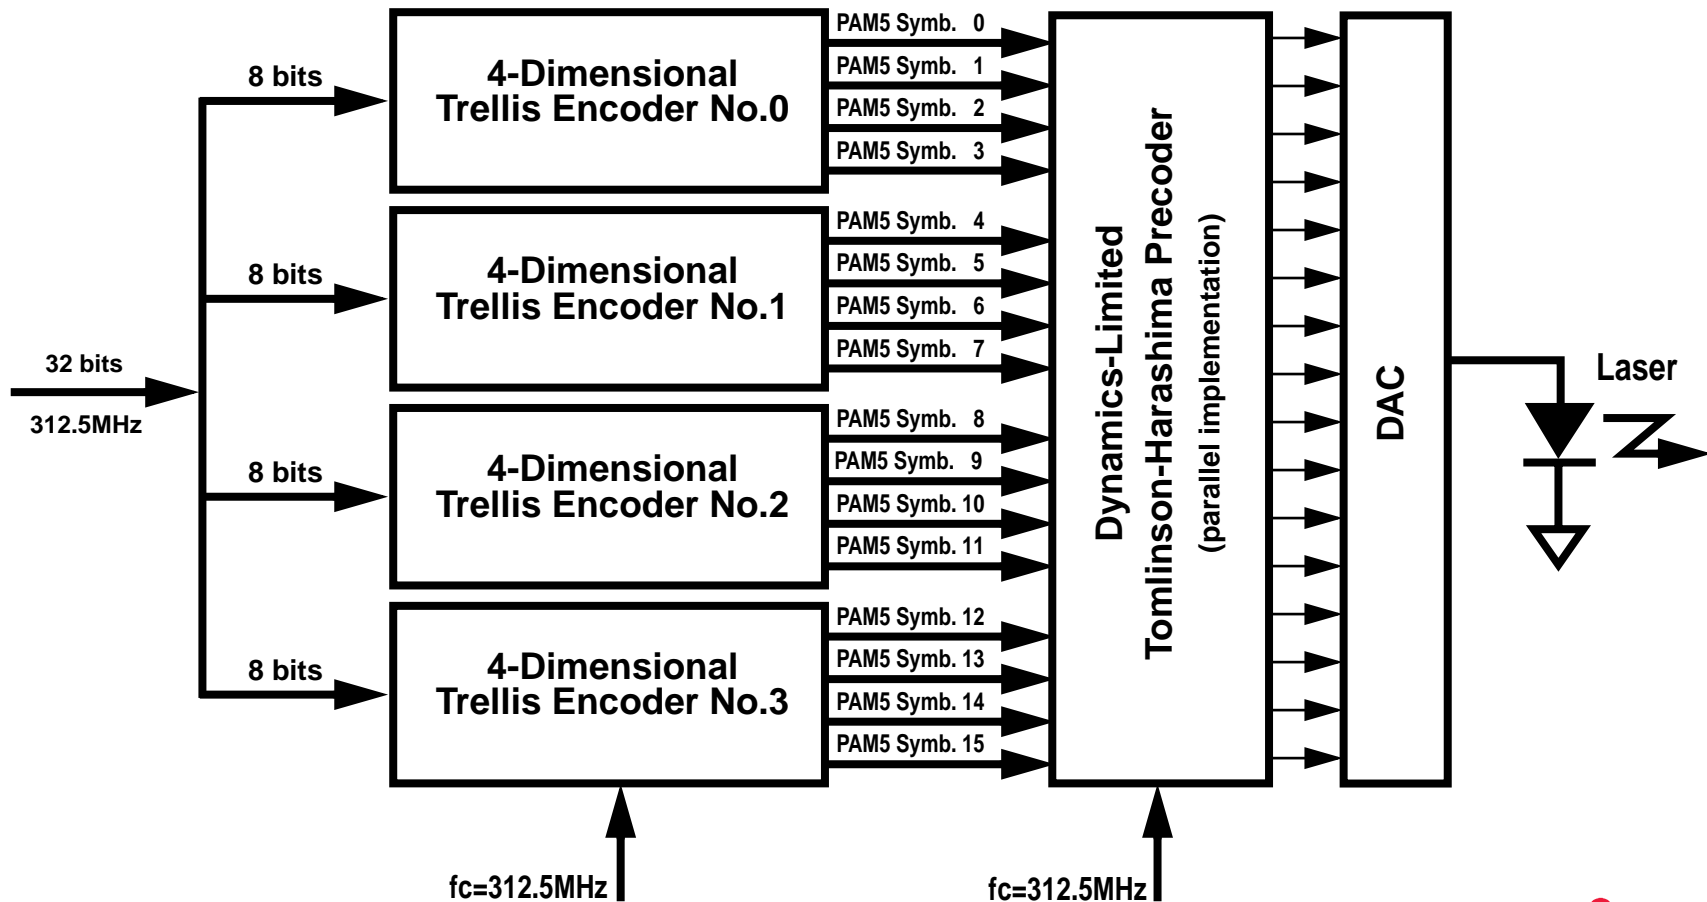 32 bits
312.5MHz
8 bits
8 bits
8 bits
8 bits
4-Dimensional
Trellis Encoder No.0
4-Dimensional
Trellis Encoder No.1
4-Dimensional
Trellis Encoder No.2
4-Dimensional
Trellis Encoder No.3
PAM5 Symb. 0
PAM5 Symb. 1
PAM5 Symb. 2
PAM5 Symb. 3
PAM5 Symb. 4
PAM5 Symb. 5
PAM5 Symb. 6
PAM5 Symb. 7
PAM5 Symb. 8
PAM5 Symb. 9
PAM5 Symb. 10
PAM5 Symb. 11
PAM5 Symb. 12
PAM5 Symb. 13
PAM5 Symb. 14
PAM5 Symb. 15
Dynamics-Limited
Tomlinson-Harashima Precoder
(parallel implementation)
DAC
Laser
fc=312.5MHz
fc=312.5MHz